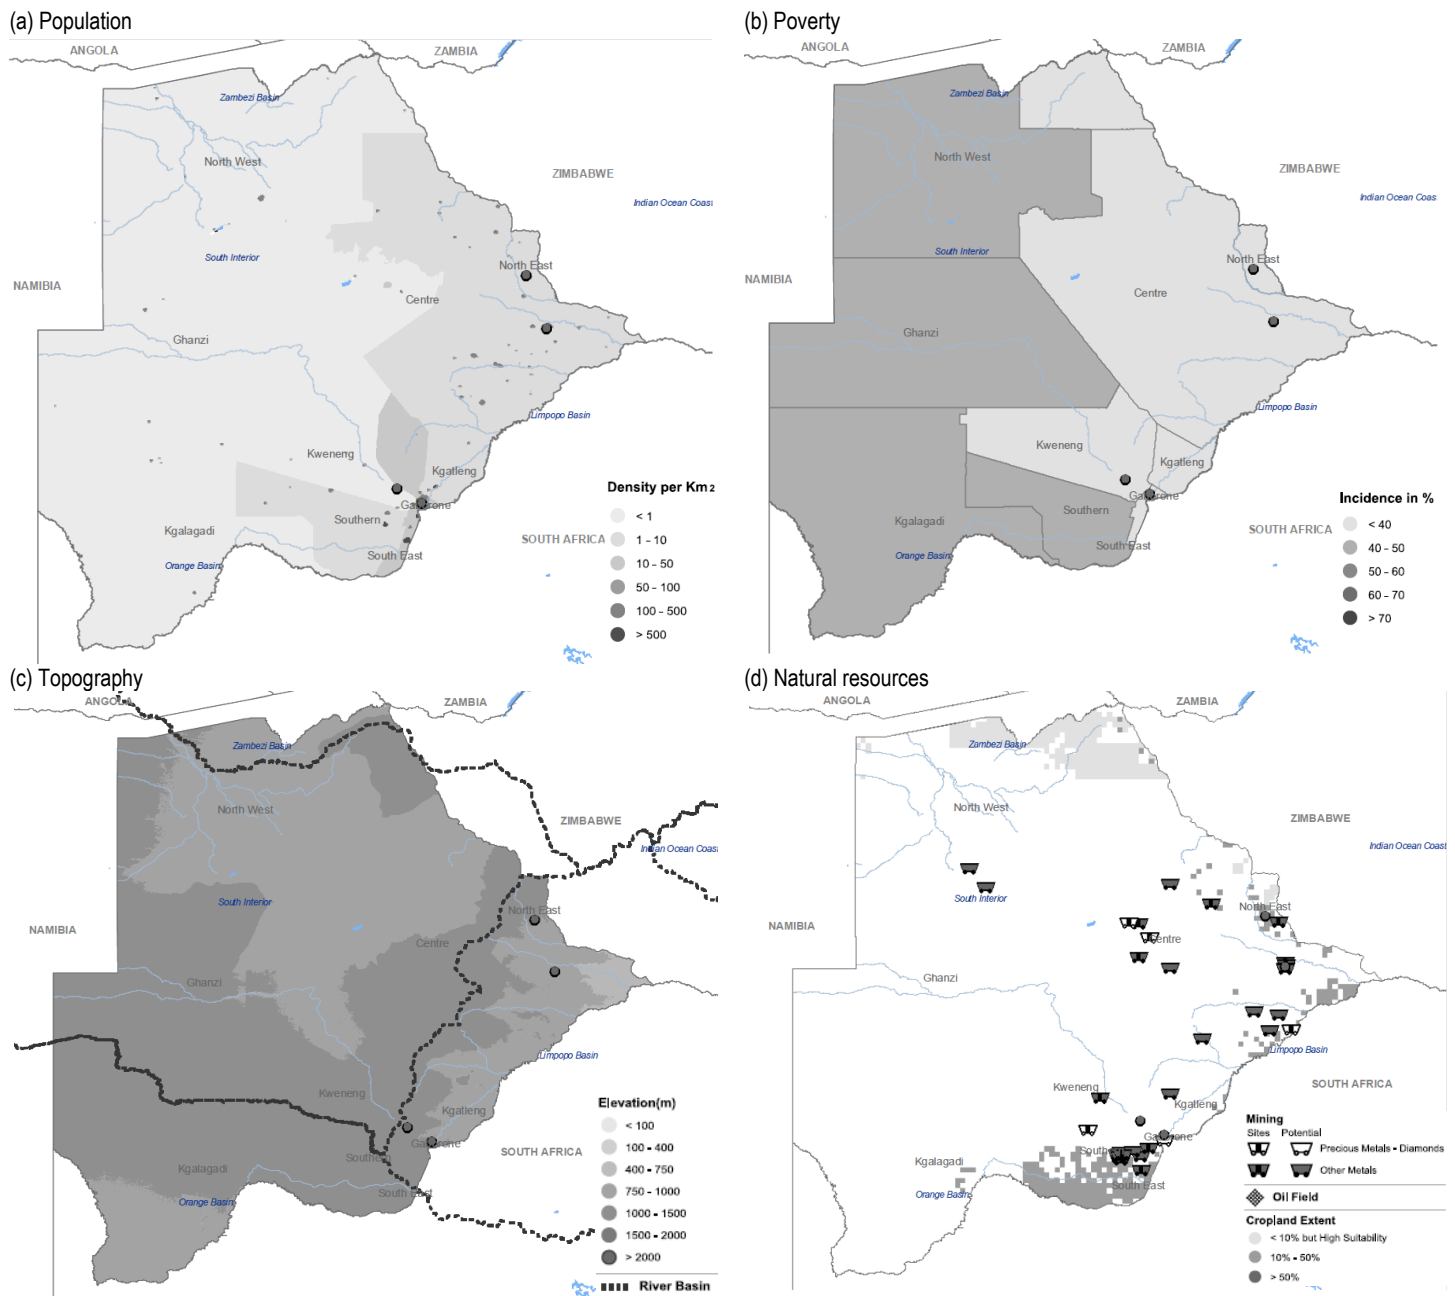 (a) Population
ANGOLA
ZAMBIA
Zambezi Basin
North West
ZIMBABWE
Indian Ocean Coast
South Interior
North East
NAMIBIA
Centre
Ghanzi
Limpopo Basin
Kweneng
Kgatleng
Gaborone
Southern
Kgalagadi
SOUTH AFRICA
South East
Orange Basin
Density per Km2
< 1
1 - 10
10 - 50
50 - 100
100 - 500
> 500
(b) Poverty
ANGOLA
ZAMBIA
Zambezi Basin
North West
ZIMBABWE
Indian Ocean Coas
South Interior
North East
NAMIBIA
Centre
Ghanzi
Limpopo Basin
Kweneng
Kgatleng
Gaborone
Southern
Kgalagadi
SOUTH AFRICA
South East
Orange Basin
Incidence in %
< 40
40 - 50
50 - 60
60 - 70
> 70
(c) Topography
ANGOLA
ZAMBIA
Zambezi Basin
North West
ZIMBABWE
Indian Ocean Coast
South Interior
North East
NAMIBIA
Centre
Ghanzi
Limpopo Basin
Kweneng
Kgatleng
Gaborone
Southern
SOUTH AFRICA
Kgalagadi
South East
Orange Basin
Elevation(m)
< 100
100 - 400
400 - 750
750 - 1000
1000 - 1500
1500 - 2000
> 2000
River Basin
(d) Natural resources
ANGOLA
ZAMBIA
Zambezi Basin
North West
ZIMBABWE
Indian Ocean Coast
South Interior
North East
NAMIBIA
Centre
Ghanzi
Limpopo Basin
Kweneng
SOUTH AFRICA
Kgatleng
Gaborone
Southern
Kgalagadi
South East
Orange Basin
Mining
Sites Potential
Precious Metals - Diamonds
Other Metals
Oil Field
Cropland Extent
< 10% but High Suitability
10% - 50%
> 50%